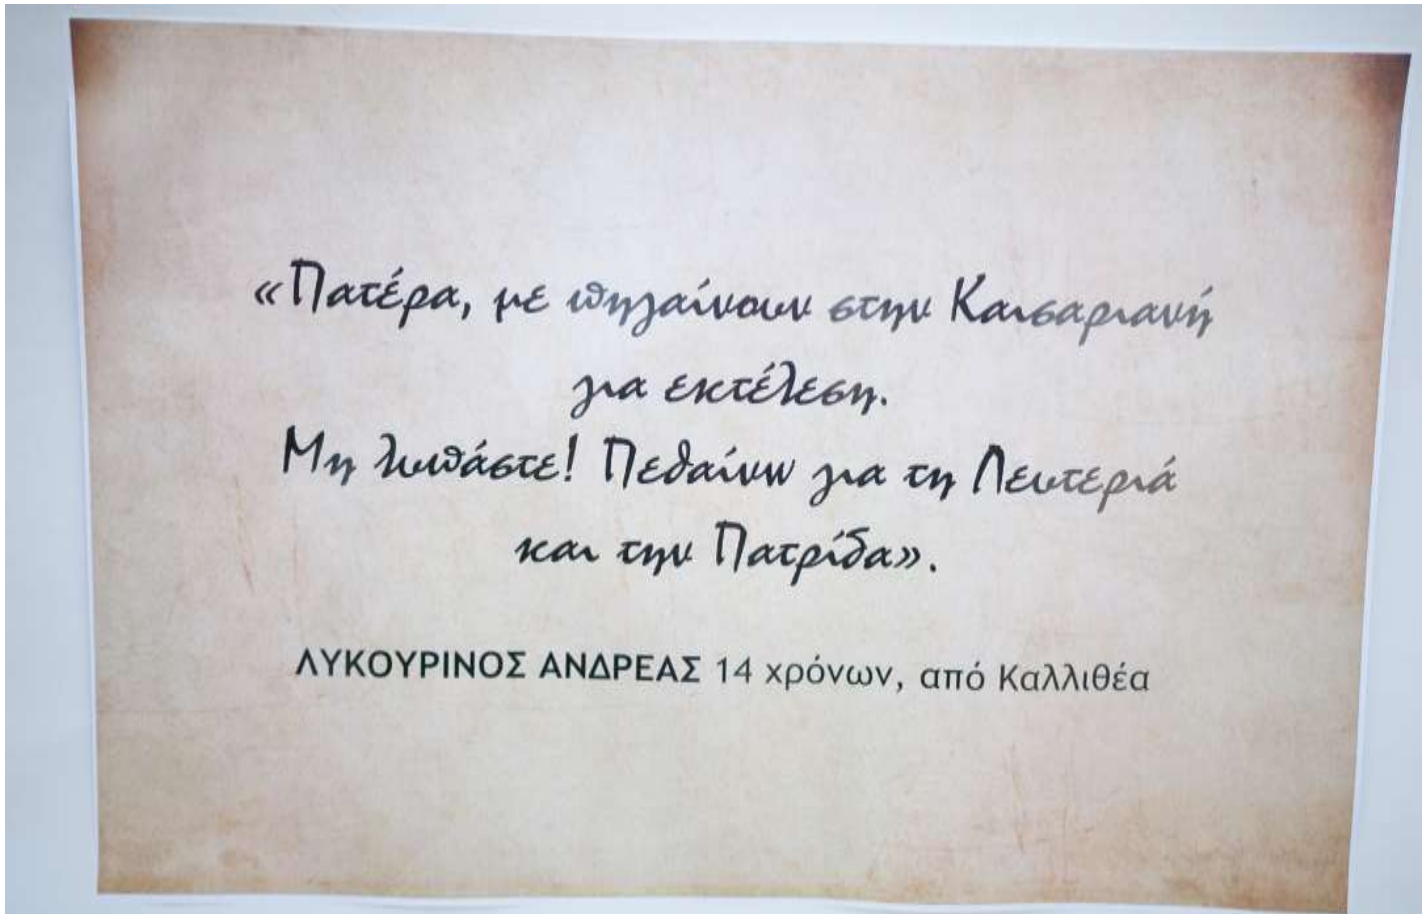 «Πατέρα, με πηγαίνουν στην Καισαριανή
για εκτέλεση.
Μη λυπάστε! Πεθαίνω για τη Λευτεριά
και την Πατρίδα».
ΛΥΚΟΥΡΙΝΟΣ ΑΝΔΡΕΑΣ 14 χρόνων, από Καλλιθέα